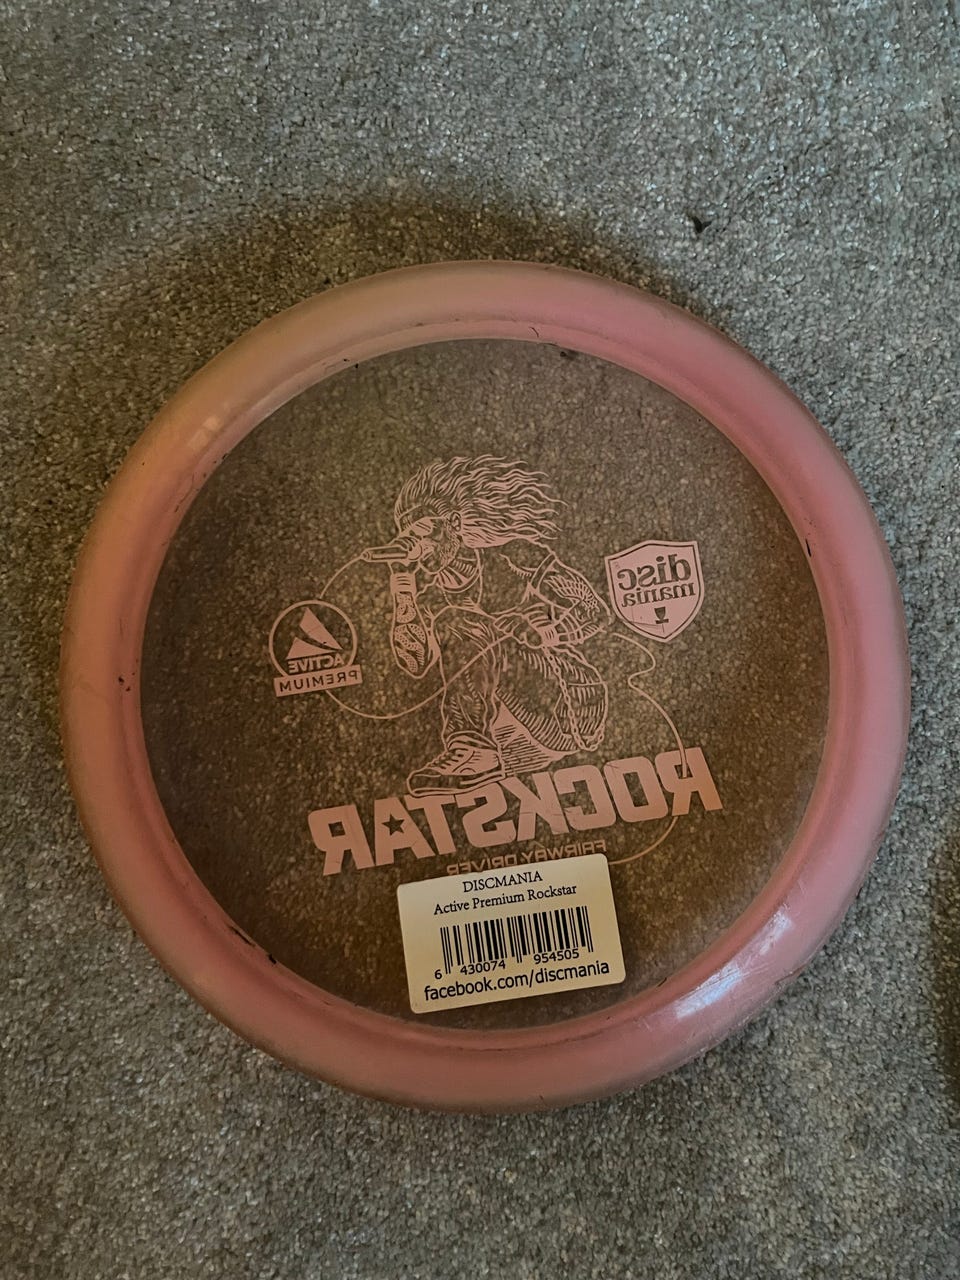 disc
mania
ACTIVE
PREMIUM
ROCKSTAR
FAIRWAY DRIVER
DISCMANIA
Active Premium Rockstar
6 430074 954505
facebook.com/discmania